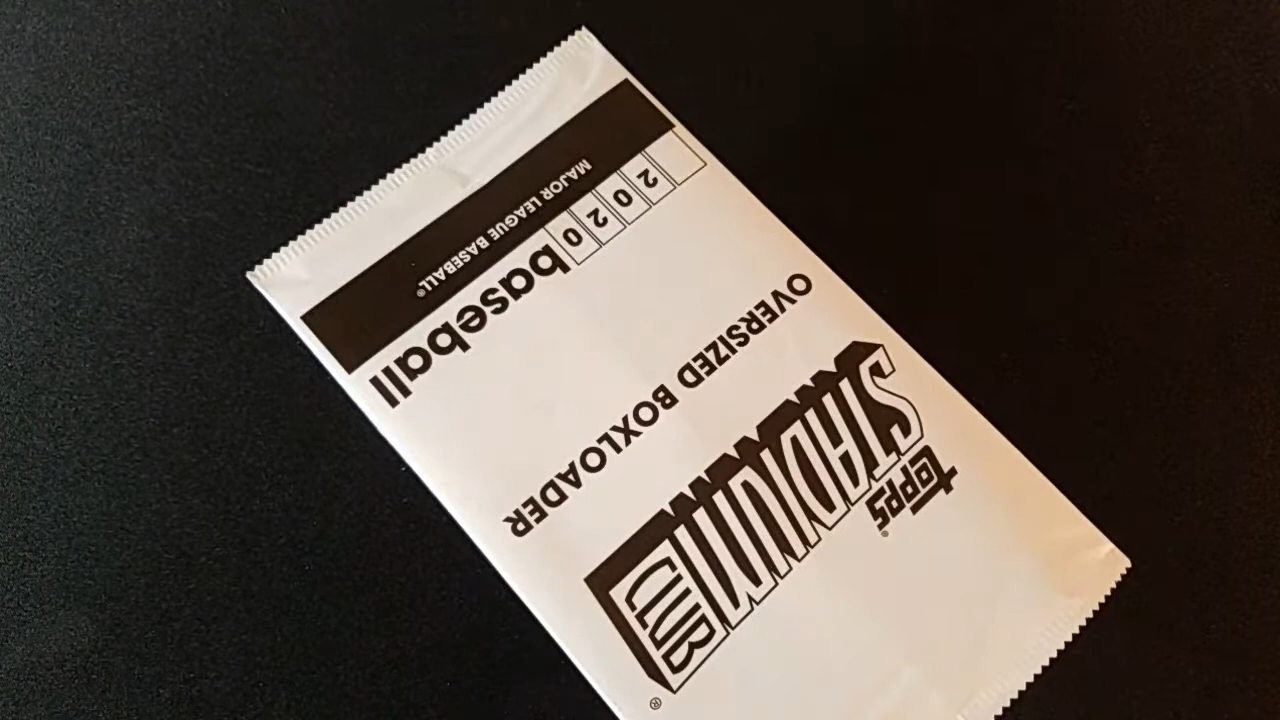 topps®
STADIUM
CLUB®
OVERSIZED BOXLOADER
2020 baseball
MAJOR LEAGUE BASEBALL®